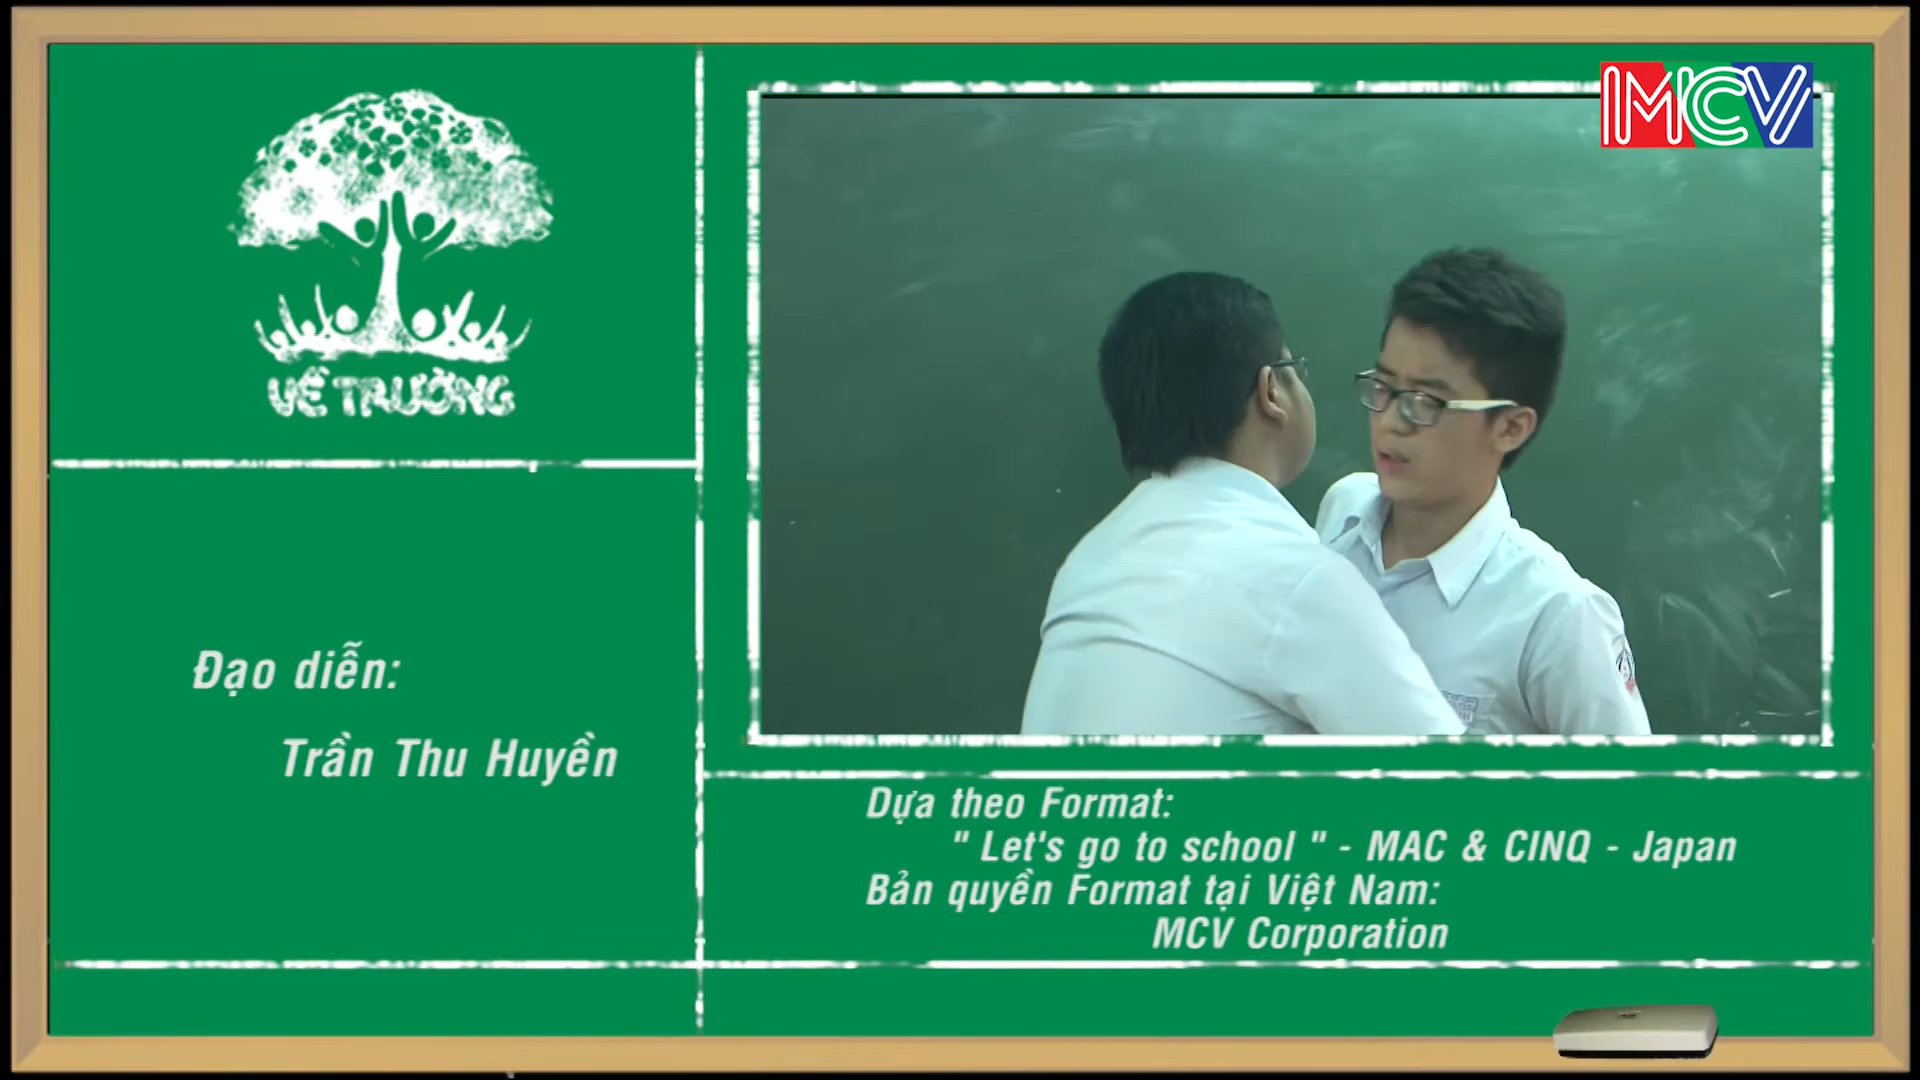 MCV
VỀ TRƯỜNG
Đạo diễn:
Trần Thu Huyền
Dựa theo Format:
" Let's go to school " - MAC & CINQ - Japan
Bản quyền Format tại Việt Nam:
MCV Corporation